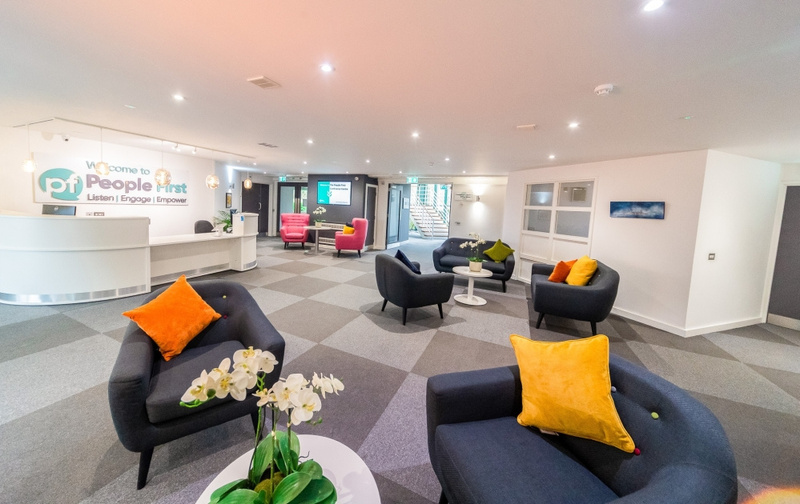 Welcome to
pf People First
Listen | Engage | Empower